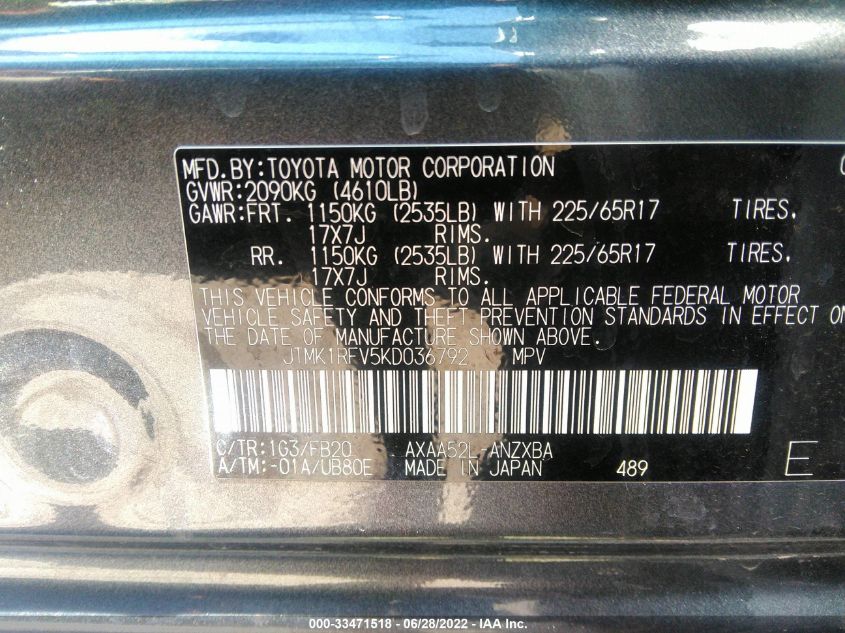 MFD.BY:TOYOTA MOTOR CORPORATION
GVWR:2090KG (4610LB)
GAWR:FRT. 1150KG (2535LB) WITH 225/65R17 TIRES.
17X7J RIMS.
RR. 1150KG (2535LB) WITH 225/65R17 TIRES.
17X7J RIMS.
THIS VEHICLE CONFORMS TO ALL APPLICABLE FEDERAL MOTOR
VEHICLE SAFETY AND THEFT PREVENTION STANDARDS IN EFFECT ON
THE DATE OF MANUFACTURE SHOWN ABOVE.
JTMK1RFV5KD036792 MPV
C/TR:1G3/FB20 AXAA52L ANZXBA
A/TM:-01A/UB80E MADE IN JAPAN 489 E
000-33471518 - 06/28/2022 - IAA Inc.